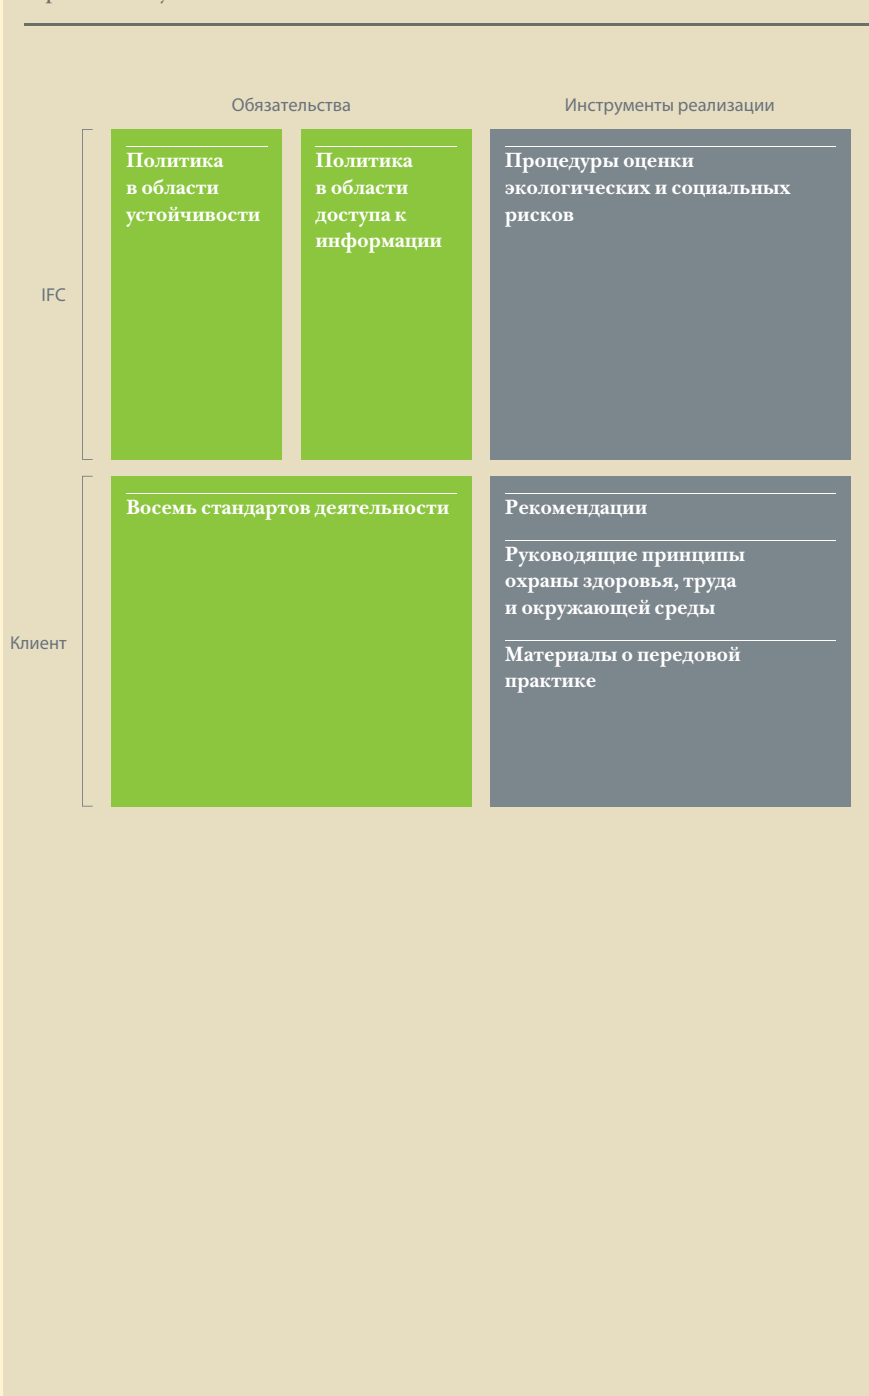 Обязательства
Инструменты реализации
IFC
Политика
в области
устойчивости
Политика
в области
доступа к
информации
Процедуры оценки
экологических и социальных
рисков
Клиент
Восемь стандартов деятельности
Рекомендации
Руководящие принципы
охраны здоровья, труда
и окружающей среды
Материалы о передовой
практике